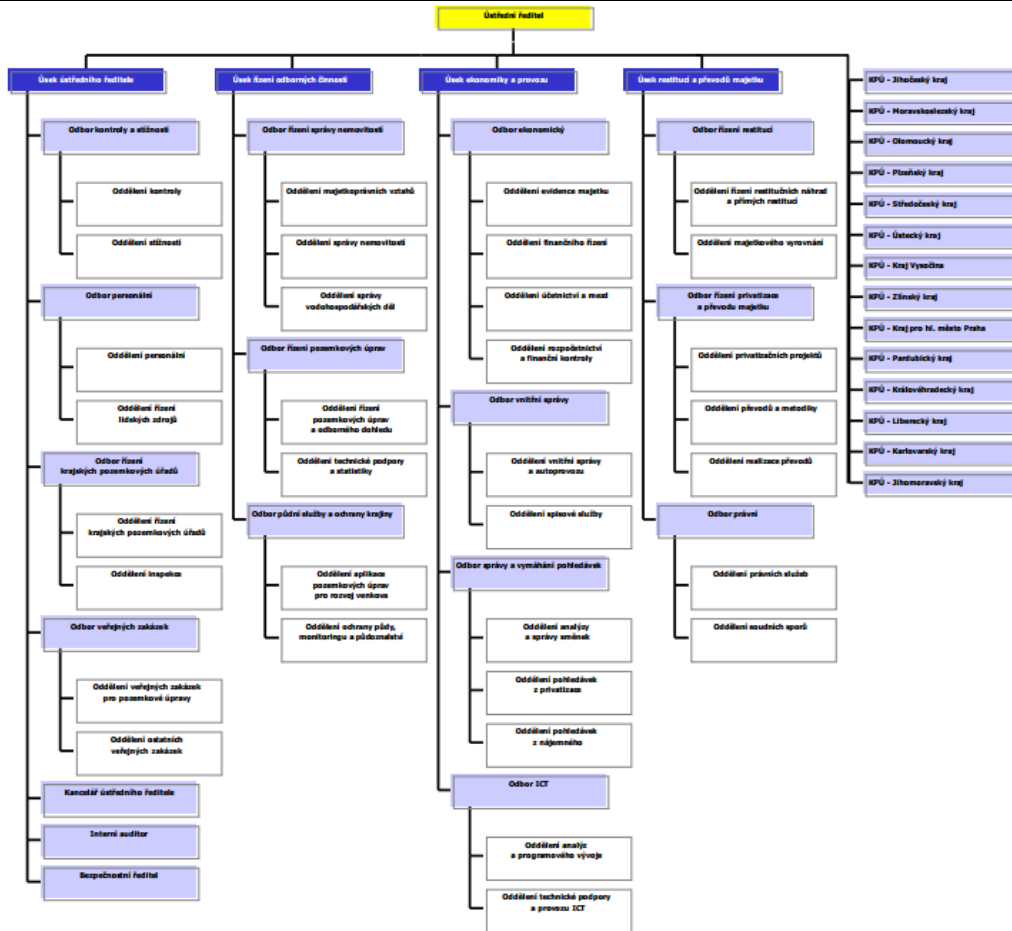 Ústřední ředitel
Úsek ústředního ředitele
Odbor kontroly a stížností
Oddělení kontroly
Oddělení stížností
Odbor personální
Oddělení personální
Oddělení řízení
lidských zdrojů
Odbor řízení
krajských pozemkových úřadů
Oddělení řízení
krajských pozemkových úřadů
Oddělení inspekce
Odbor veřejných zakázek
Oddělení veřejných zakázek
pro pozemkové úpravy
Oddělení ostatních
veřejných zakázek
Kancelář ústředního ředitele
Interní auditor
Bezpečnostní ředitel
Úsek řízení odborných činností
Odbor řízení správy nemovitostí
Oddělení majetkoprávních vztahů
Oddělení správy nemovitostí
Oddělení správy
vodohospodářských děl
Odbor řízení pozemkových úprav
Oddělení řízení
pozemkových úprav
a odborného dohledu
Oddělení technické podpory
a statistiky
Odbor půdní služby a ochrany krajiny
Oddělení aplikace
pozemkových úprav
pro rozvoj venkova
Oddělení ochrany půdy,
monitoringu a půdoznalství
Úsek ekonomiky a provozu
Odbor ekonomický
Oddělení evidence majetku
Oddělení finančního řízení
Oddělení účetnictví a mezd
Oddělení rozpočetnictví
a finanční kontroly
Odbor vnitřní správy
Oddělení vnitřní správy
a autoprovozu
Oddělení spisové služby
Odbor správy a vymáhání pohledávek
Oddělení analýzy
a správy směnek
Oddělení pohledávek
z privatizace
Oddělení pohledávek
z nájemného
Odbor ICT
Oddělení analýz
a programového vývoje
Oddělení technické podpory
a provozu ICT
Úsek restitucí a převodů majetku
Odbor řízení restitucí
Oddělení řízení restitučních náhrad
a přímých restitucí
Oddělení majetkového vyrovnání
Odbor řízení privatizace
a převodu majetku
Oddělení privatizačních projektů
Oddělení převodů a metodiky
Oddělení realizace převodů
Odbor právní
Oddělení právních služeb
Oddělení soudních sporů
KPÚ - Jihočeský kraj
KPÚ - Moravskoslezský kraj
KPÚ - Olomoucký kraj
KPÚ - Plzeňský kraj
KPÚ - Středočeský kraj
KPÚ - Ústecký kraj
KPÚ - Kraj Vysočina
KPÚ - Zlínský kraj
KPÚ - Kraj pro hl. město Praha
KPÚ - Pardubický kraj
KPÚ - Královéhradecký kraj
KPÚ - Liberecký kraj
KPÚ - Karlovarský kraj
KPÚ - Jihomoravský kraj